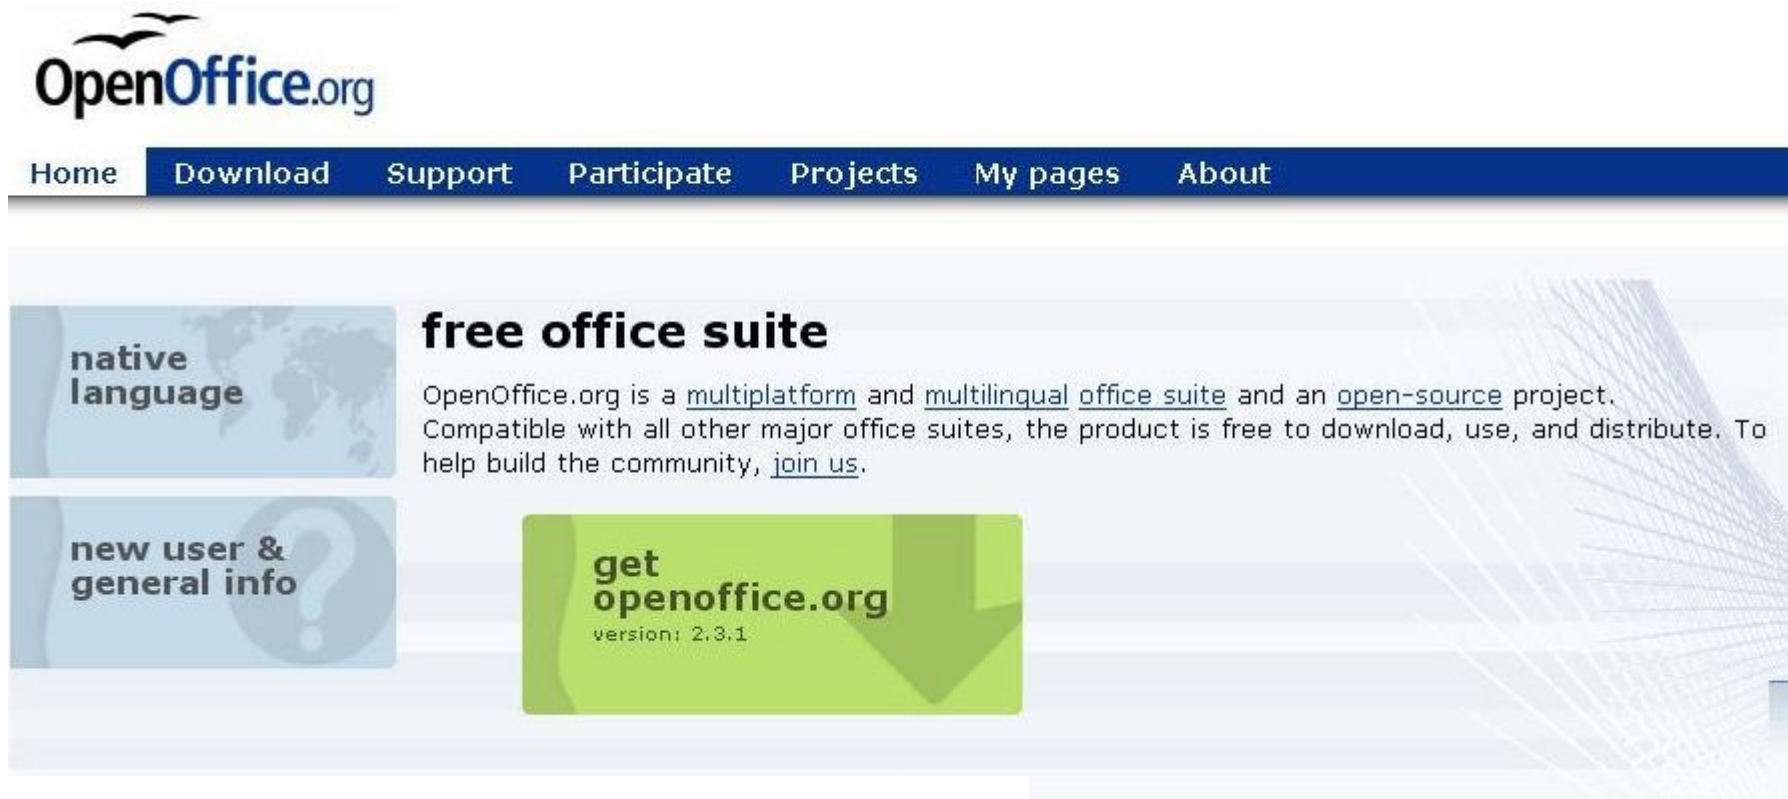 OpenOffice.org
Home Download Support Participate Projects My pages About
native
language
new user &
general info
free office suite
OpenOffice.org is a multiplatform and multilingual office suite and an open-source project.
Compatible with all other major office suites, the product is free to download, use, and distribute. To
help build the community, join us.
get
openoffice.org
version: 2.3.1